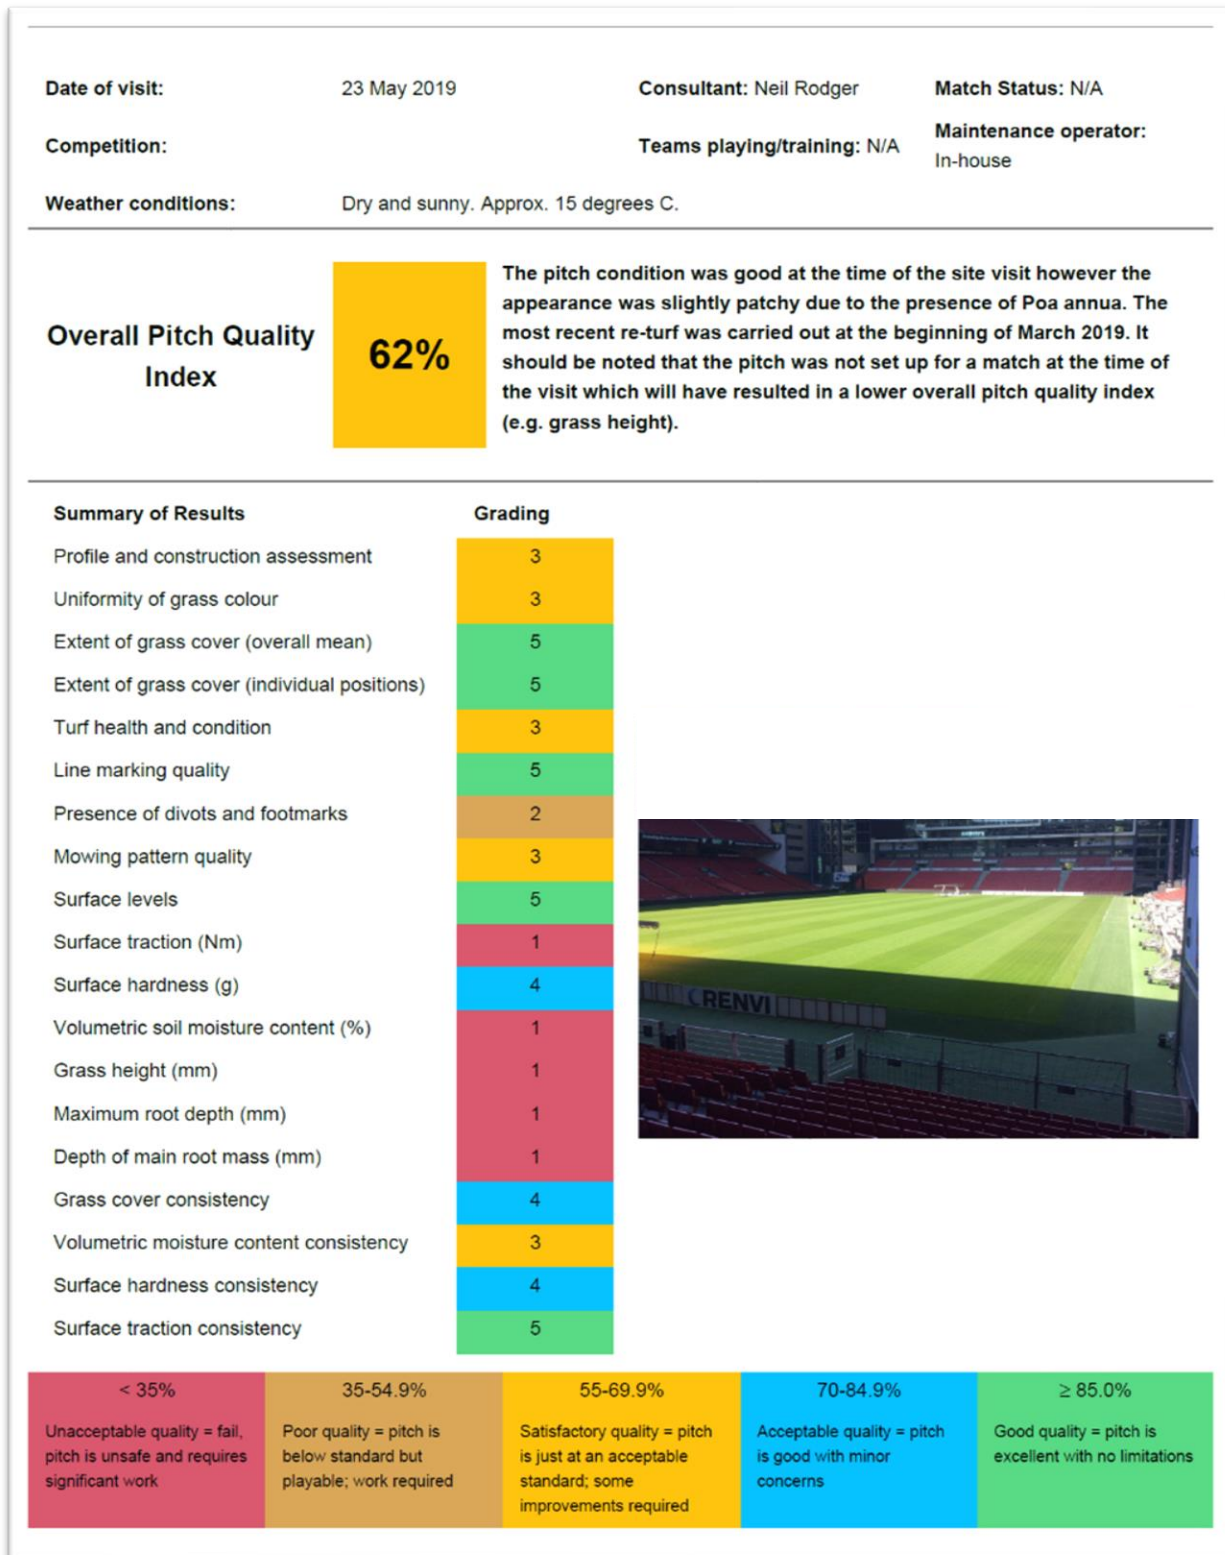 Date of visit: 23 May 2019 Consultant: Neil Rodger Match Status: N/A
Competition: Teams playing/training: N/A Maintenance operator:
In-house
Weather conditions: Dry and sunny. Approx. 15 degrees C.
Overall Pitch Quality
Index
62%
The pitch condition was good at the time of the site visit however the
appearance was slightly patchy due to the presence of Poa annua. The
most recent re-turf was carried out at the beginning of March 2019. It
should be noted that the pitch was not set up for a match at the time of
the visit which will have resulted in a lower overall pitch quality index
(e.g. grass height).
Summary of Results Grading
Profile and construction assessment 3
Uniformity of grass colour 3
Extent of grass cover (overall mean) 5
Extent of grass cover (individual positions) 5
Turf health and condition 3
Line marking quality 5
Presence of divots and footmarks 2
Mowing pattern quality 3
Surface levels 5
Surface traction (Nm) 1
Surface hardness (g) 4
Volumetric soil moisture content (%) 1
Grass height (mm) 1
Maximum root depth (mm) 1
Depth of main root mass (mm) 1
Grass cover consistency 4
Volumetric moisture content consistency 3
Surface hardness consistency 4
Surface traction consistency 5
RENVI
< 35%
Unacceptable quality = fail,
pitch is unsafe and requires
significant work
35-54.9%
Poor quality = pitch is
below standard but
playable; work required
55-69.9%
Satisfactory quality = pitch
is just at an acceptable
standard; some
improvements required
70-84.9%
Acceptable quality = pitch
is good with minor
concerns
≥ 85.0%
Good quality = pitch is
excellent with no limitations